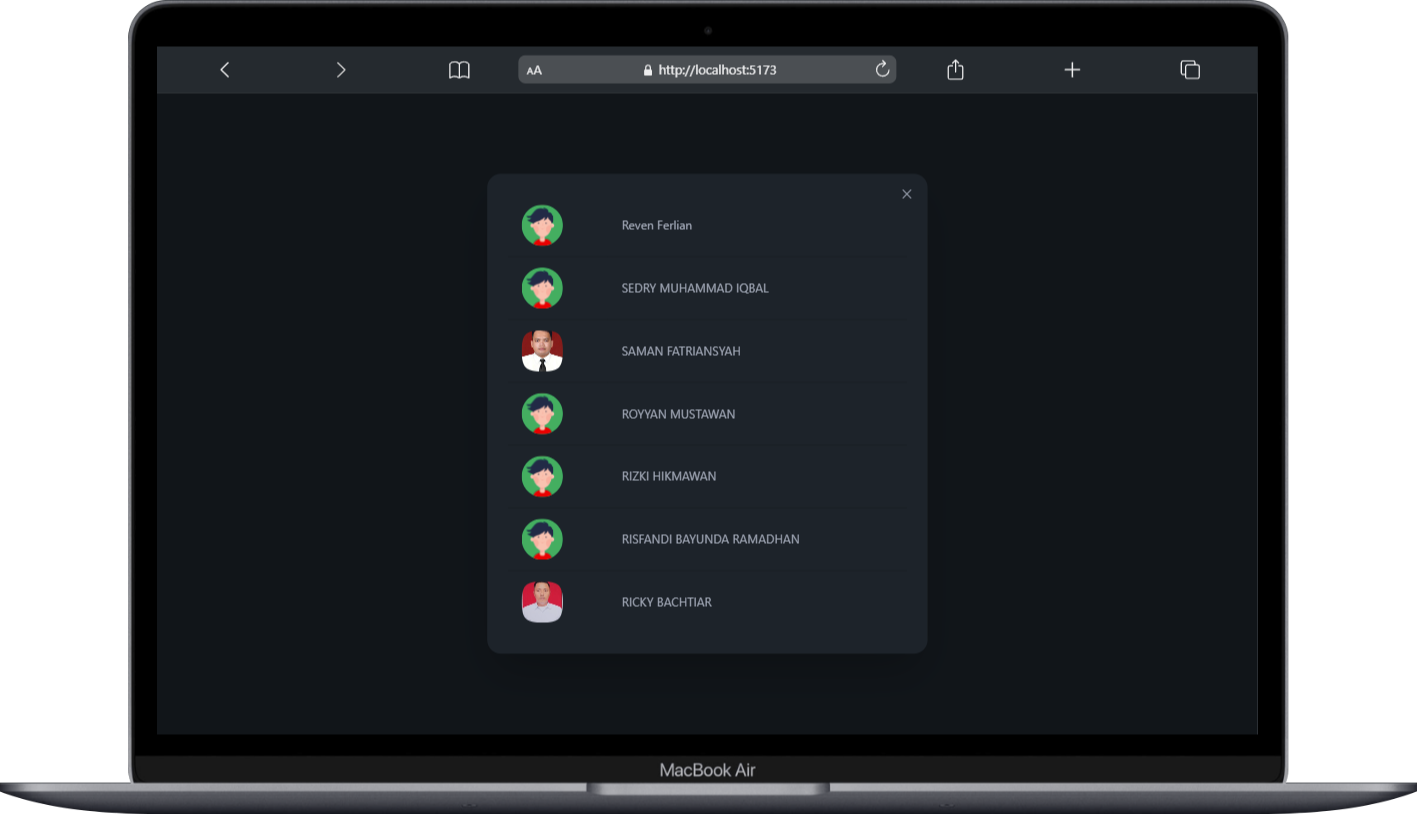 AA
http://localhost:5173
Reven Ferlian
SEDRY MUHAMMAD IQBAL
SAMAN FATRIANSYAH
ROYYAN MUSTAWAN
RIZKI HIKMAWAN
RISFANDI BAYUNDA RAMADHAN
RICKY BACHTIAR
MacBook Air